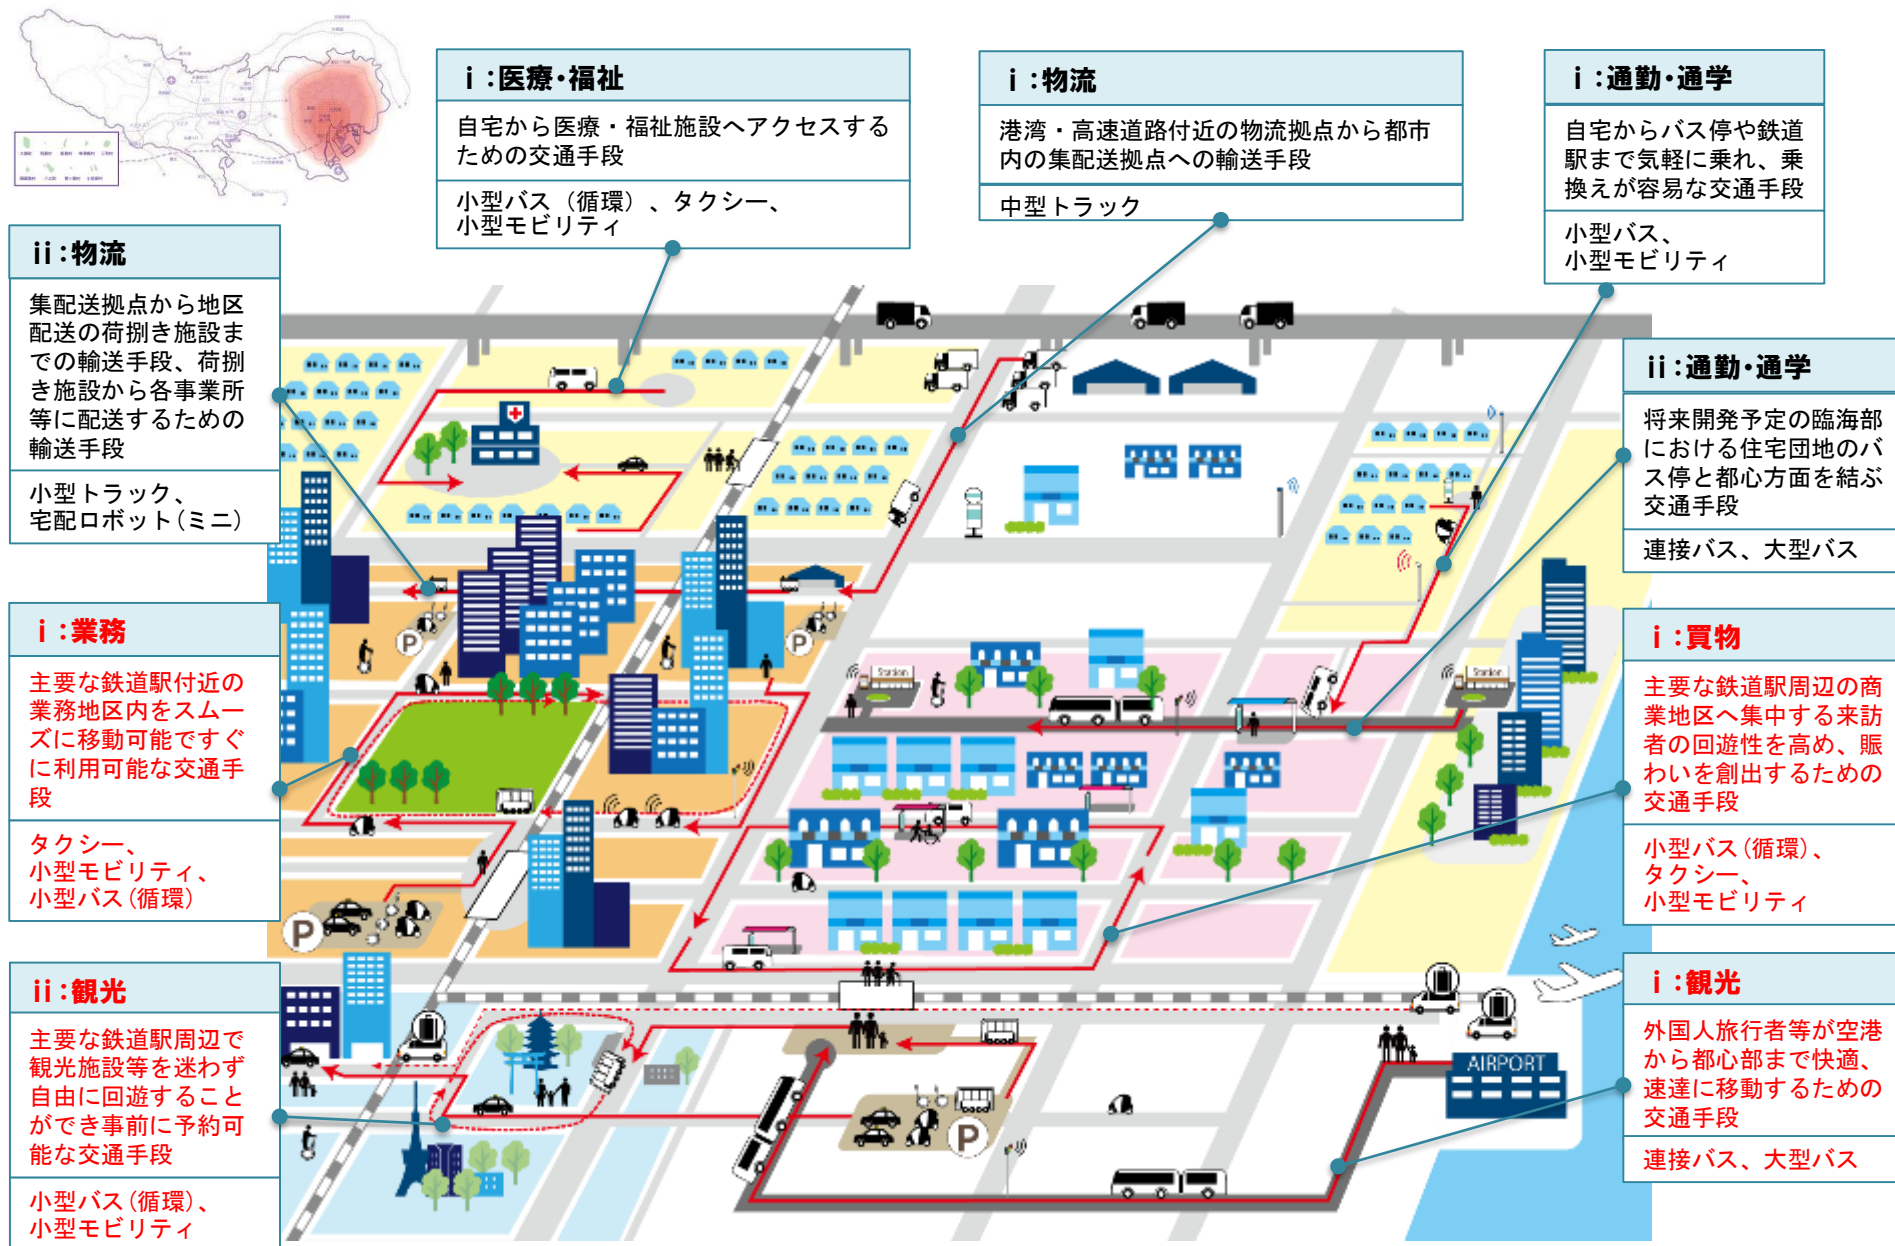 ⅰ:医療・福祉
自宅から医療・福祉施設へアクセスする
ための交通手段
小型バス（循環）、タクシー、
小型モビリティ
ⅰ:物流
港湾・高速道路付近の物流拠点から都市
内の集配送拠点への輸送手段
中型トラック
ⅰ:通勤・通学
自宅からバス停や鉄道
駅まで気軽に乗れ、乗
換えが容易な交通手段
小型バス、
小型モビリティ
ⅱ:物流
集配送拠点から地区
配送の荷捌き施設ま
での輸送手段、荷捌
き施設から各事業所
等に配送するための
輸送手段
小型トラック、
宅配ロボット(ミニ)
ⅱ:通勤・通学
将来開発予定の臨海部
における住宅団地のバ
ス停と都心方面を結ぶ
交通手段
連接バス、大型バス
ⅰ:業務
主要な鉄道駅付近の
業務地区内をスムー
ズに移動可能ですぐ
に利用可能な交通手
段
タクシー、
小型モビリティ、
小型バス(循環)
ⅰ:買物
主要な鉄道駅周辺の商
業地区へ集中する来訪
者の回遊性を高め、賑
わいを創出するための
交通手段
小型バス(循環)、
タクシー、
小型モビリティ
ⅱ:観光
主要な鉄道駅周辺で
観光施設等を迷わず
自由に回遊すること
ができ事前に予約可
能な交通手段
小型バス(循環)、
小型モビリティ
ⅰ:観光
外国人旅行者等が空港
から都心部まで快適、
速達に移動するための
交通手段
連接バス、大型バス
P
P
Station
Station
P
P
AIRPORT